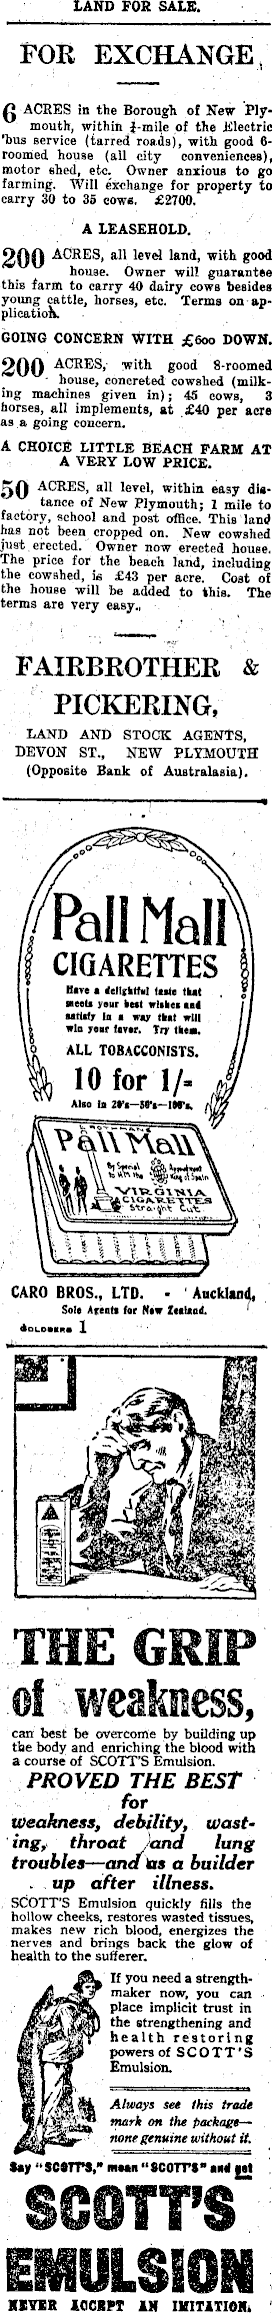 LAND FOR SALE.
FOR EXCHANGE.
6 ACRES in the Borough of New Ply-
mouth, within ¼-mile of the Electric
'bus service (tarred roads), with good 6-
roomed house (all city conveniences),
motor shed, etc. Owner anxious to go
farming. Will exchange for property to
carry 30 to 35 cows. £2700.
A LEASEHOLD.
200 ACRES, all level land, with good
house. Owner will guarantee
this farm to carry 40 dairy cows besides
young cattle, horses, etc. Terms on ap-
plication.
GOING CONCERN WITH £600 DOWN.
200 ACRES, with good 8-roomed
house, concreted cowshed (milk-
ing machines given in); 45 cows, 3
horses, all implements, at £40 per acre
as a going concern.
A CHOICE LITTLE BEACH FARM AT
A VERY LOW PRICE.
50 ACRES, all level, within easy dis-
tance of New Plymouth; 1 mile to
factory, school and post office. This land
has not been cropped on. New cowshed
just erected. Owner now erected house.
The price for the beach land, including
the cowshed, is £43 per acre. Cost of
the house will be added to this. The
terms are very easy.
FAIRBROTHER &
PICKERING,
LAND AND STOCK AGENTS,
DEVON ST., NEW PLYMOUTH
(Opposite Bank of Australasia).
Pall Mall
CIGARETTES
Have a delightful taste that
meets your best wishes and
satisfy in a way that will
win your favor. Try them.
ALL TOBACCONISTS.
10 for 1/-
Also in 20's—50's—100's.
ROTHMANS
Pall Mall
By Special Appointment
to H.M the King of Spain
VIRGINIA
CIGARETTES
Straight Cut
CARO BROS., LTD. - Auckland,
Sole Agents for New Zealand.
&OLDBERG 1
THE GRIP
of weakness,
can best be overcome by building up
the body and enriching the blood with
a course of SCOTT'S Emulsion.
PROVED THE BEST
for
weakness, debility, wast-
ing, throat and lung
troubles—and as a builder
up after illness.
SCOTT'S Emulsion quickly fills the
hollow cheeks, restores wasted tissues,
makes new rich blood, energizes the
nerves and brings back the glow of
health to the sufferer.
If you need a strength-
maker now, you can
place implicit trust in
the strengthening and
health restoring
powers of SCOTT'S
Emulsion.
Always see this trade
mark on the package—
none genuine without it.
Say "SCOTT'S," mean "SCOTT'S" and get
SCOTT'S
EMULSION
NEVER ACCEPT AN IMITATION.